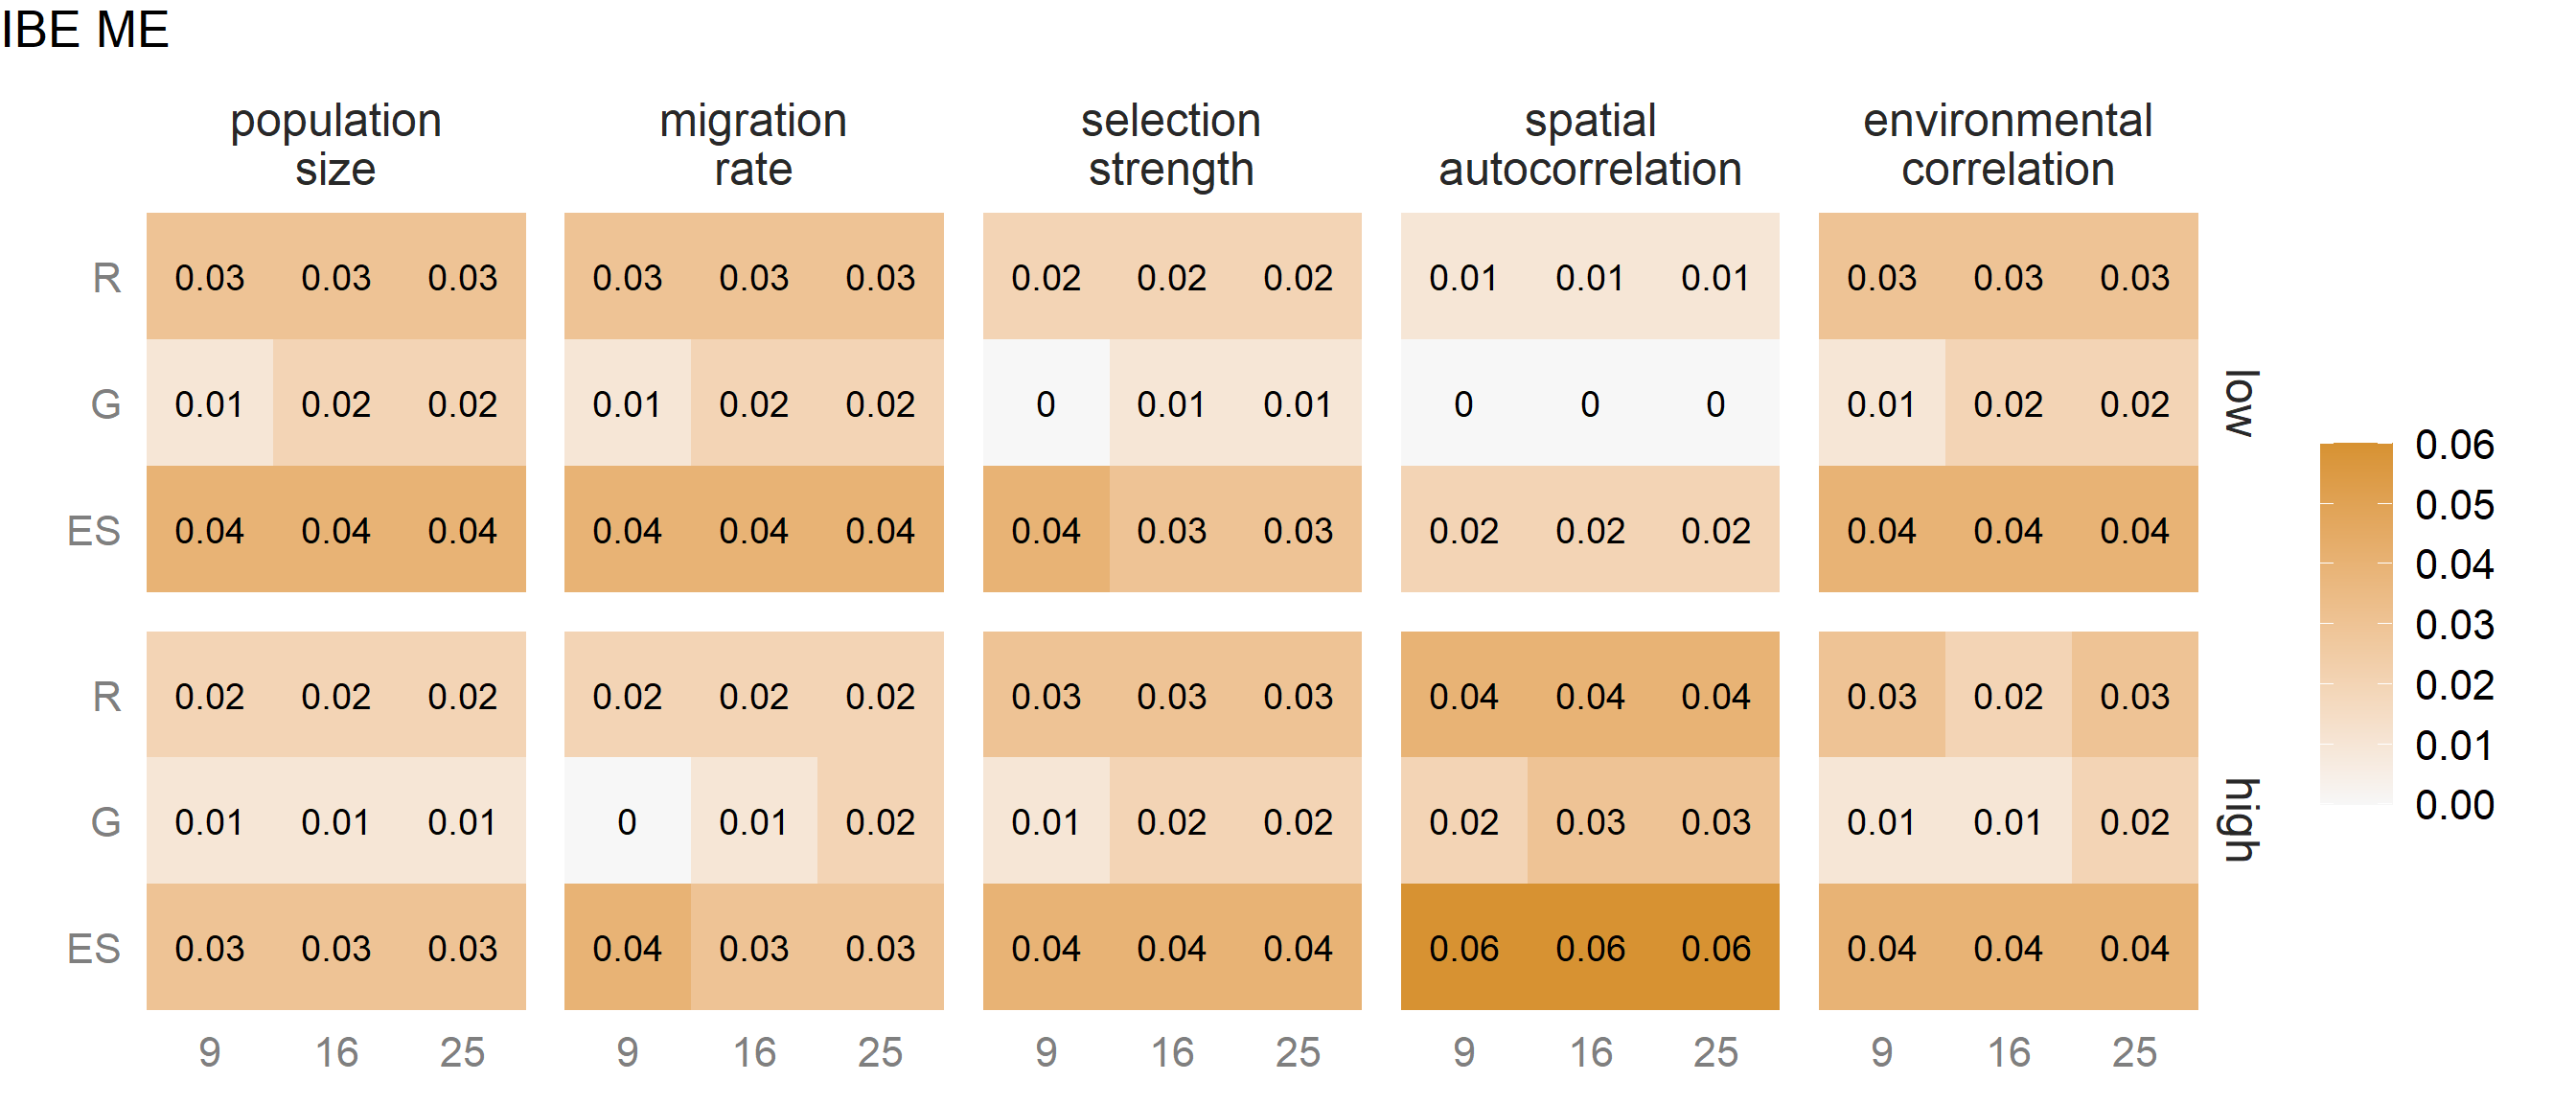 IBE ME
population size
migration rate
selection strength
spatial autocorrelation
environmental correlation
R 0.03 0.03 0.03 0.03 0.03 0.03 0.02 0.02 0.02 0.01 0.01 0.01 0.03 0.03 0.03
G 0.01 0.02 0.02 0.01 0.02 0.02 0 0.01 0.01 0 0 0 0.01 0.02 0.02
ES 0.04 0.04 0.04 0.04 0.04 0.04 0.04 0.03 0.03 0.02 0.02 0.02 0.04 0.04 0.04
low
R 0.02 0.02 0.02 0.02 0.02 0.02 0.03 0.03 0.03 0.04 0.04 0.04 0.03 0.02 0.03
G 0.01 0.01 0.01 0 0.01 0.02 0.01 0.02 0.02 0.02 0.03 0.03 0.01 0.01 0.02
ES 0.03 0.03 0.03 0.04 0.03 0.03 0.04 0.04 0.04 0.06 0.06 0.06 0.04 0.04 0.04
high
9 16 25 9 16 25 9 16 25 9 16 25 9 16 25
0.06
0.05
0.04
0.03
0.02
0.01
0.00